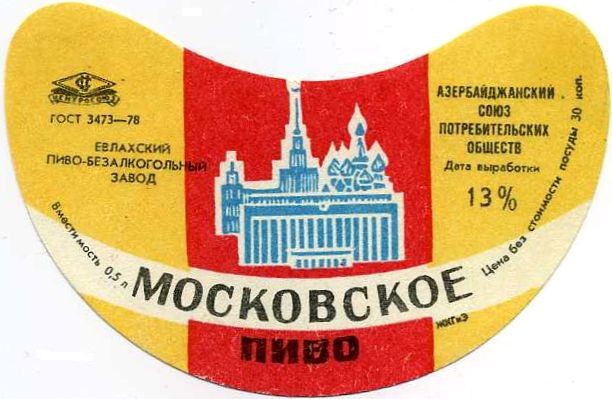 ЦЕНТРОСОЮЗ
ГОСТ 3473—78
ЕВЛАХСКИЙ
ПИВО-БЕЗАЛКОГОЛЬНЫЙ
ЗАВОД
Вместимость 0,5 л
АЗЕРБАЙДЖАНСКИЙ
СОЮЗ
ПОТРЕБИТЕЛЬСКИХ
ОБЩЕСТВ
Дата выработки
13%
Цена без стоимости посуды 30 коп.
МОСКОВСКОЕ
ПИВО